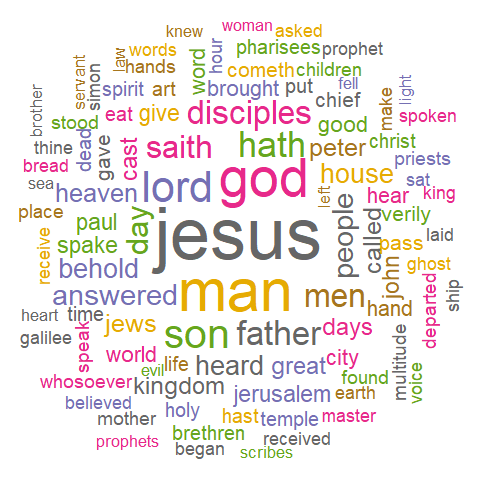 knew
woman
asked
words
pharisees
prophet
law
hour
servant
simon
hands
word
cometh
children
spirit
art
brought
put
chief
fell
make
light
brother
stood
eat
give
disciples
good
spoken
thine
dead
gave
cast
saith
hath
peter
christ
priests
bread
sea
heaven
lord
god
house
hear
sat
king
place
paul
day
jesus
left
people
called
verily
receive
spake
behold
man
men
john
pass
laid
ghost
answered
hand
departed
ship
heart
time
jews
son
father
days
multitude
galilee
speak
world
life
heard
great
city
voice
whosoever
evil
kingdom
found
believed
holy
jerusalem
earth
mother
hast
temple
master
prophets
brethren
received
began
scribes